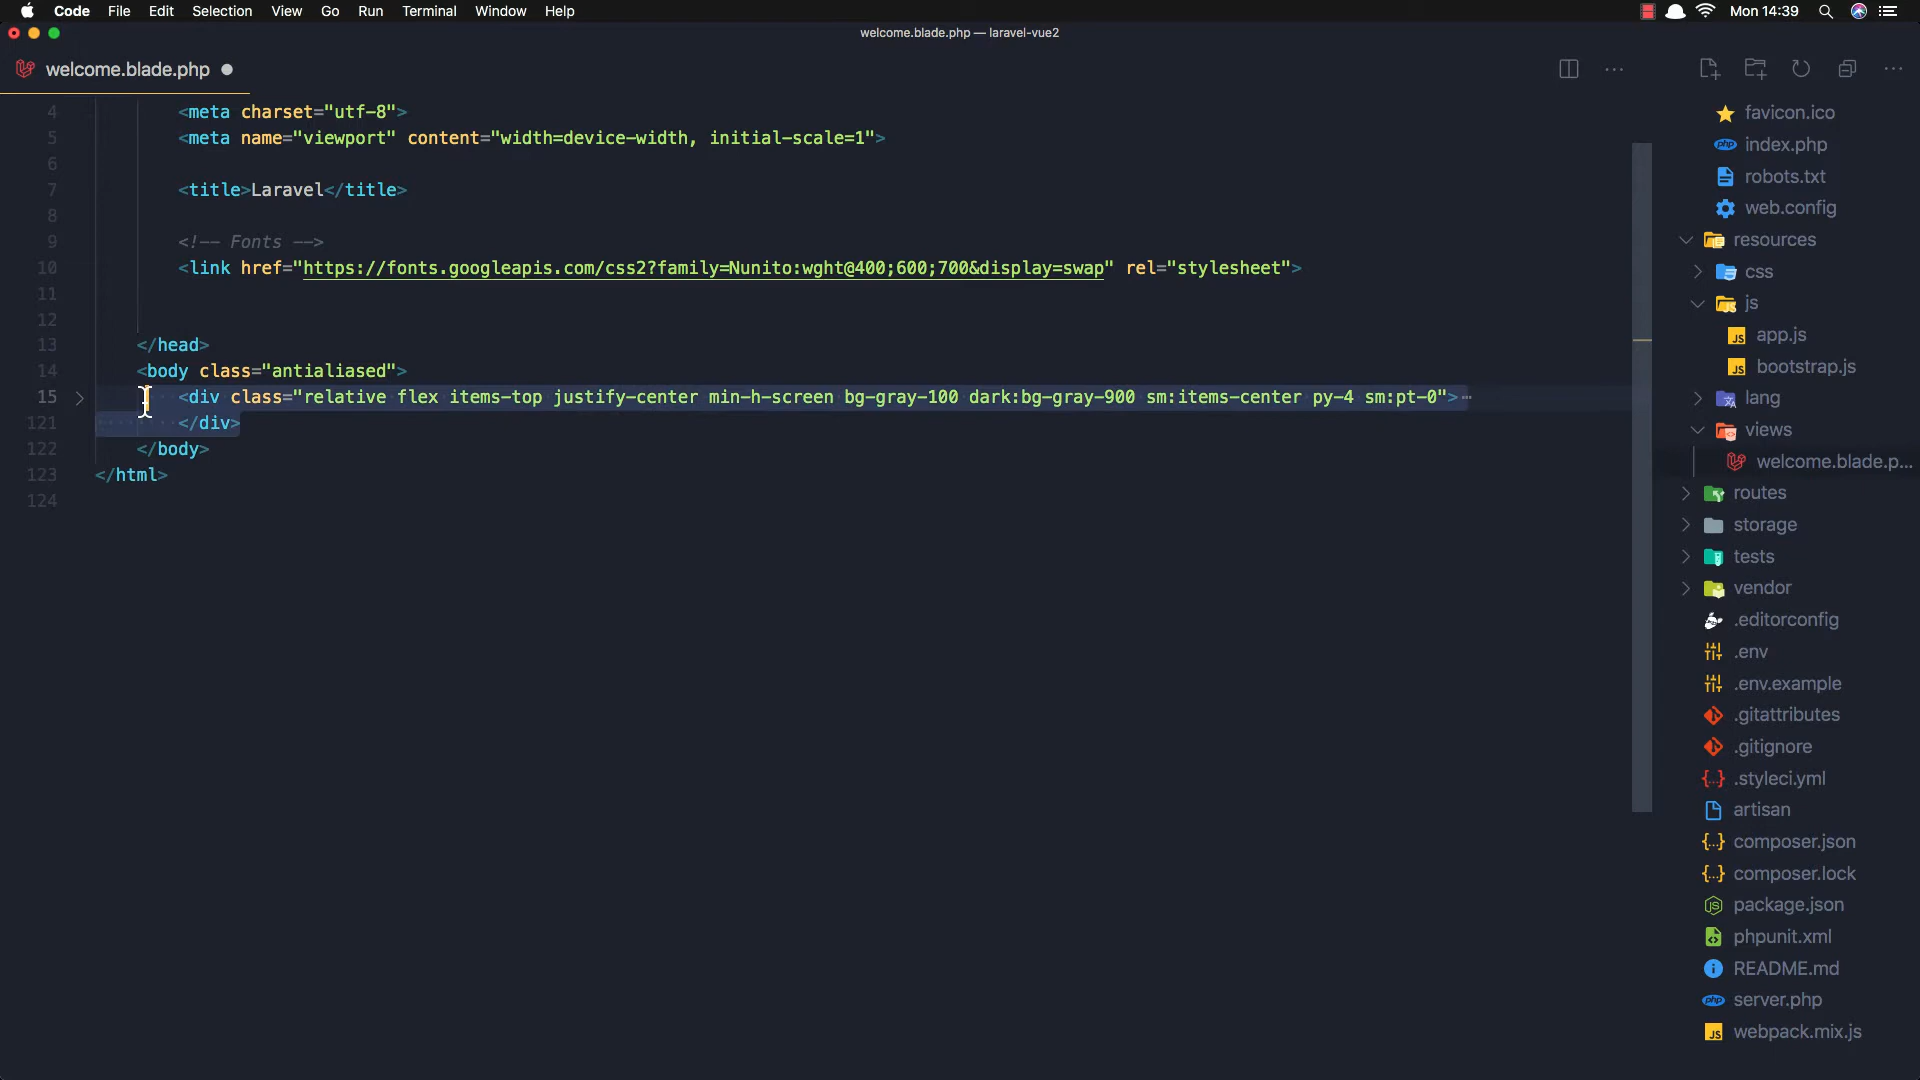 Code File Edit Selection View Go Run Terminal Window Help Mon 14:39
welcome.blade.php — laravel-vue2
welcome.blade.php
4 <meta charset="utf-8">
5 <meta name="viewport" content="width=device-width, initial-scale=1">
6
7 <title>Laravel</title>
8
9 <!-- Fonts -->
10 <link href="https://fonts.googleapis.com/css2?family=Nunito:wght@400;600;700&display=swap" rel="stylesheet">
11
12
13 </head>
14 <body class="antialiased">
15 <div class="relative flex items-top justify-center min-h-screen bg-gray-100 dark:bg-gray-900 sm:items-center py-4 sm:pt-0">
121 </div>
122 </body>
123 </html>
124
favicon.ico
index.php
robots.txt
web.config
resources
css
js
app.js
bootstrap.js
lang
views
welcome.blade.p...
routes
storage
tests
vendor
.editorconfig
.env
.env.example
.gitattributes
.gitignore
.styleci.yml
artisan
composer.json
composer.lock
package.json
phpunit.xml
README.md
server.php
webpack.mix.js